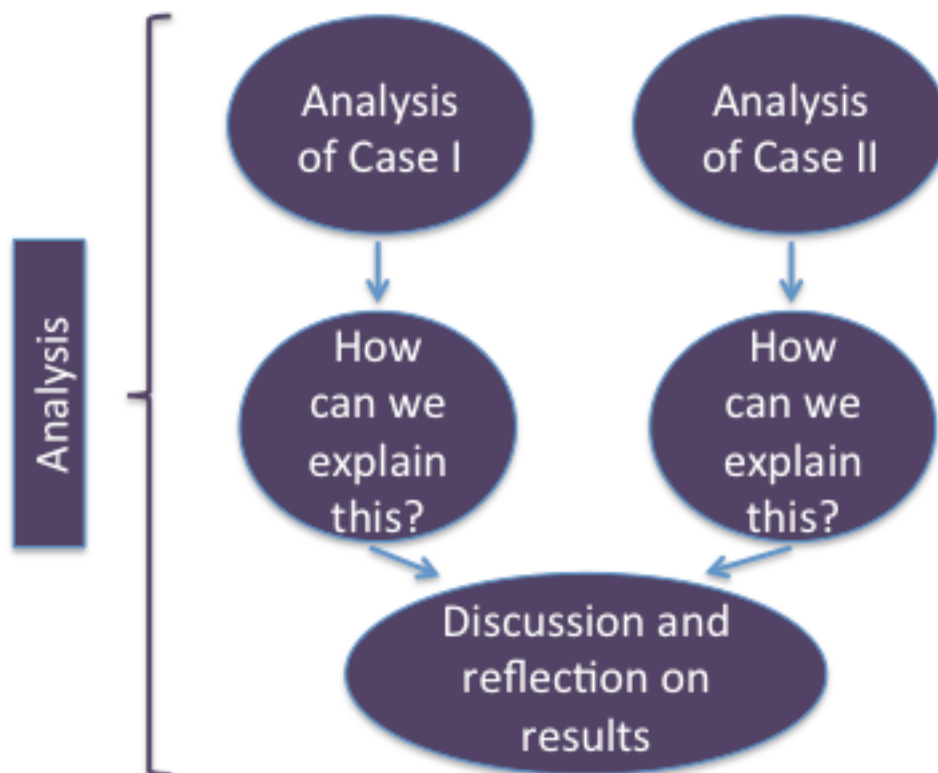 Analysis
Analysis
of Case I
Analysis
of Case II
How
can we
explain
this?
How
can we
explain
this?
Discussion and
reflection on
results